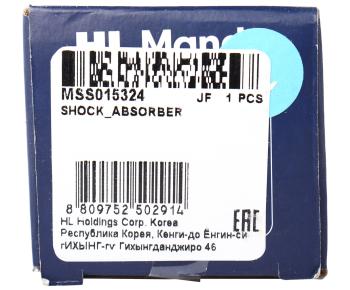 HL Mando
MSS015324 JF 1 PCS
SHOCK_ABSORBER
8 809752 502914
HL Holdings Corp. Korea
Республика Корея, Кенги-до Ёнгин-си
гИХЫНГ-rv Гихынгданджиро 46
EAC